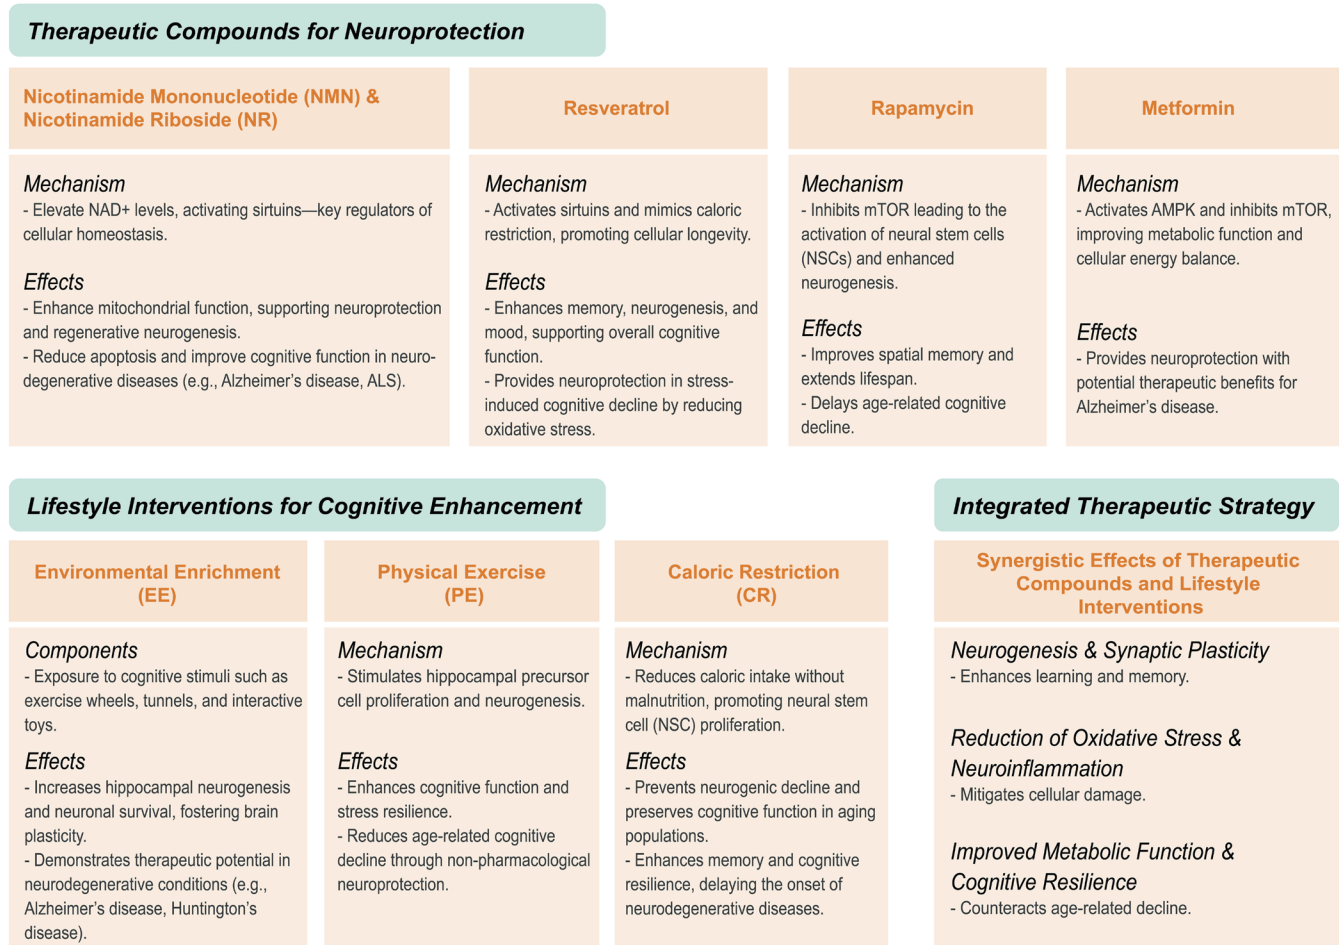 Therapeutic Compounds for Neuroprotection
Nicotinamide Mononucleotide (NMN) &
Nicotinamide Riboside (NR)
Mechanism
- Elevate NAD+ levels, activating sirtuins—key regulators of
cellular homeostasis.
Effects
- Enhance mitochondrial function, supporting neuroprotection
and regenerative neurogenesis.
- Reduce apoptosis and improve cognitive function in neuro-
degenerative diseases (e.g., Alzheimer's disease, ALS).
Resveratrol
Mechanism
- Activates sirtuins and mimics caloric
restriction, promoting cellular longevity.
Effects
- Enhances memory, neurogenesis, and
mood, supporting overall cognitive
function.
- Provides neuroprotection in stress-
induced cognitive decline by reducing
oxidative stress.
Rapamycin
Mechanism
- Inhibits mTOR leading to the
activation of neural stem cells
(NSCs) and enhanced
neurogenesis.
Effects
- Improves spatial memory and
extends lifespan.
- Delays age-related cognitive
decline.
Metformin
Mechanism
- Activates AMPK and inhibits mTOR,
improving metabolic function and
cellular energy balance.
Effects
- Provides neuroprotection with
potential therapeutic benefits for
Alzheimer's disease.
Lifestyle Interventions for Cognitive Enhancement
Environmental Enrichment
(EE)
Components
- Exposure to cognitive stimuli such as
exercise wheels, tunnels, and interactive
toys.
Effects
- Increases hippocampal neurogenesis
and neuronal survival, fostering brain
plasticity.
- Demonstrates therapeutic potential in
neurodegenerative conditions (e.g.,
Alzheimer's disease, Huntington's
disease).
Physical Exercise
(PE)
Mechanism
- Stimulates hippocampal precursor
cell proliferation and neurogenesis.
Effects
- Enhances cognitive function and
stress resilience.
- Reduces age-related cognitive
decline through non-pharmacological
neuroprotection.
Caloric Restriction
(CR)
Mechanism
- Reduces caloric intake without
malnutrition, promoting neural stem
cell (NSC) proliferation.
Effects
- Prevents neurogenic decline and
preserves cognitive function in aging
populations.
- Enhances memory and cognitive
resilience, delaying the onset of
neurodegenerative diseases.
Integrated Therapeutic Strategy
Synergistic Effects of Therapeutic
Compounds and Lifestyle
Interventions
Neurogenesis & Synaptic Plasticity
- Enhances learning and memory.
Reduction of Oxidative Stress &
Neuroinflammation
- Mitigates cellular damage.
Improved Metabolic Function &
Cognitive Resilience
- Counteracts age-related decline.